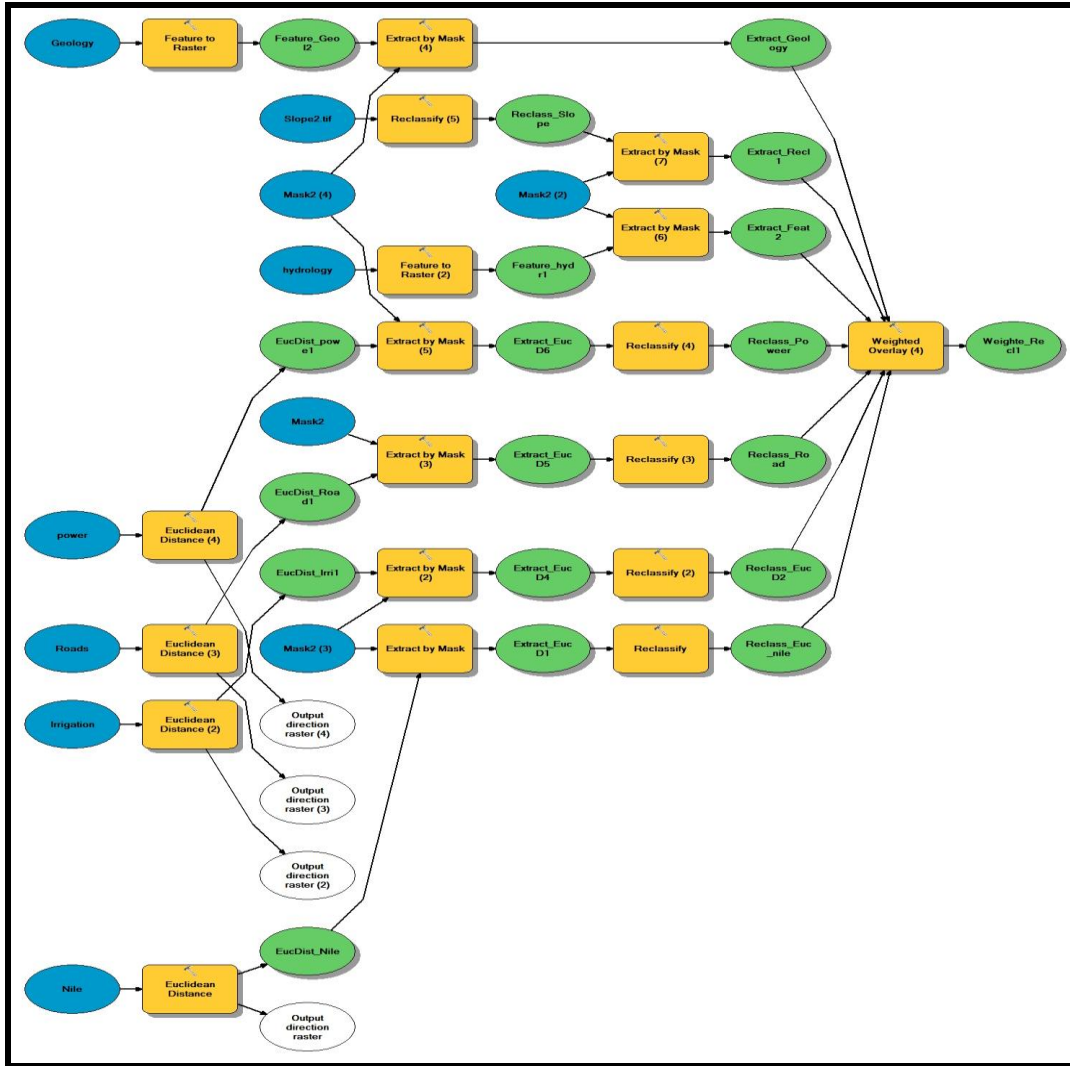 Geology
Feature to
Raster
Feature_Geo
l2
Extract by Mask
(4)
Extract_Geol
ogy
Slope2.tif
Reclassify (5)
Reclass_Slo
pe
Extract by Mask
(7)
Extract_Recl
1
Mask2 (4)
Mask2 (2)
Extract by Mask
(6)
Extract_Feat
2
hydrology
Feature to
Raster (2)
Feature_hyd
r1
EucDist_pow
e1
Extract by Mask
(5)
Extract_Euc
D6
Reclassify (4)
Reclass_Po
weer
Weighted
Overlay (4)
Weighte_Re
cl1
Mask2
Extract by Mask
(3)
Extract_Euc
D5
Reclassify (3)
Reclass_Ro
ad
EucDist_Roa
d1
power
Euclidean
Distance (4)
EucDist_Irri1
Extract by Mask
(2)
Extract_Euc
D4
Reclassify (2)
Reclass_Euc
D2
Roads
Euclidean
Distance (3)
Mask2 (3)
Extract by Mask
Extract_Euc
D1
Reclassify
Reclass_Euc
_nile
Irrigation
Euclidean
Distance (2)
Output
direction
raster (4)
Output
direction
raster (3)
Output
direction
raster (2)
EucDist_Nile
Nile
Euclidean
Distance
Output
direction
raster